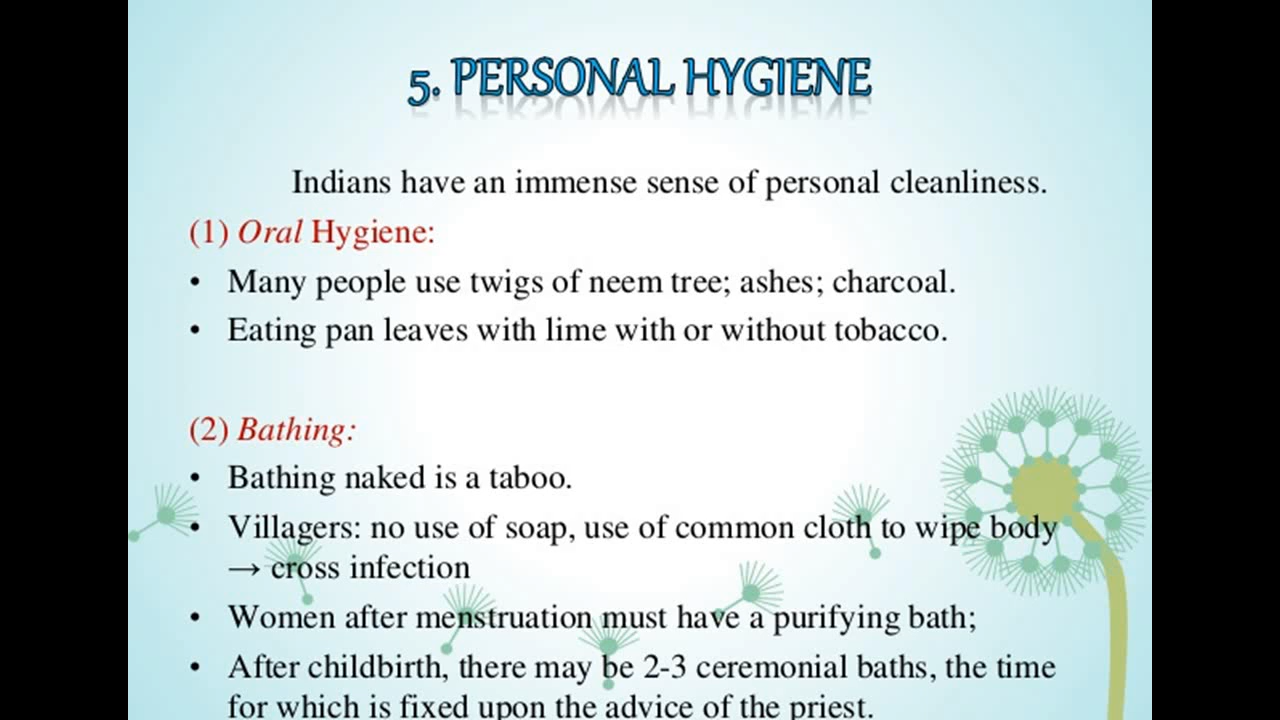 5. PERSONAL HYGIENE
Indians have an immense sense of personal cleanliness.
(1) Oral Hygiene:
• Many people use twigs of neem tree; ashes; charcoal.
• Eating pan leaves with lime with or without tobacco.
(2) Bathing:
• Bathing naked is a taboo.
• Villagers: no use of soap, use of common cloth to wipe body
→ cross infection
• Women after menstruation must have a purifying bath;
• After childbirth, there may be 2-3 ceremonial baths, the time
for which is fixed upon the advice of the priest.